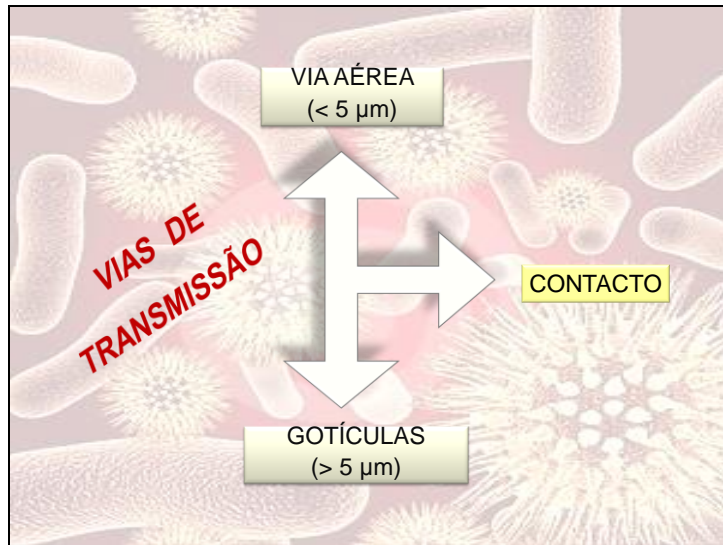 VIA AÉREA
(< 5 µm)
VIAS DE
TRANSMISSÃO
CONTACTO
GOTÍCULAS
(> 5 µm)